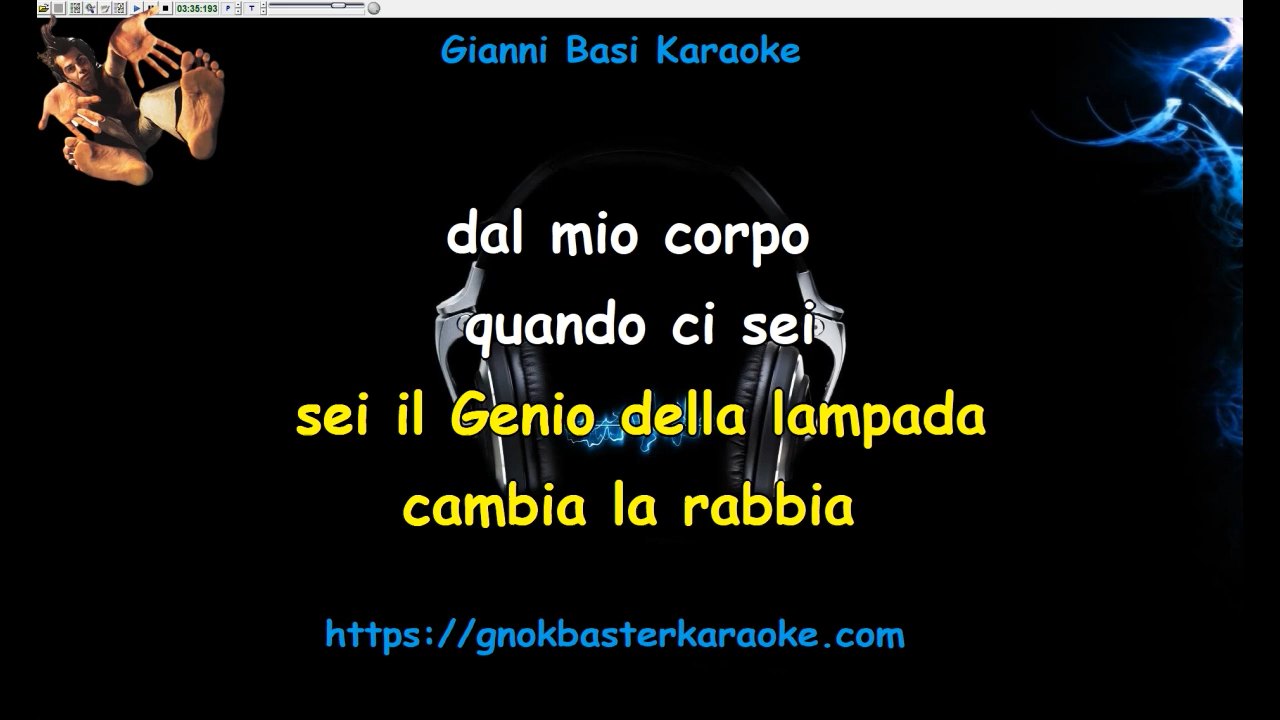 03:35:193 P T
Gianni Basi Karaoke
dal mio corpo
quando ci sei
sei il Genio della lampada
cambia la rabbia
https://gnokbasterkaraoke.com